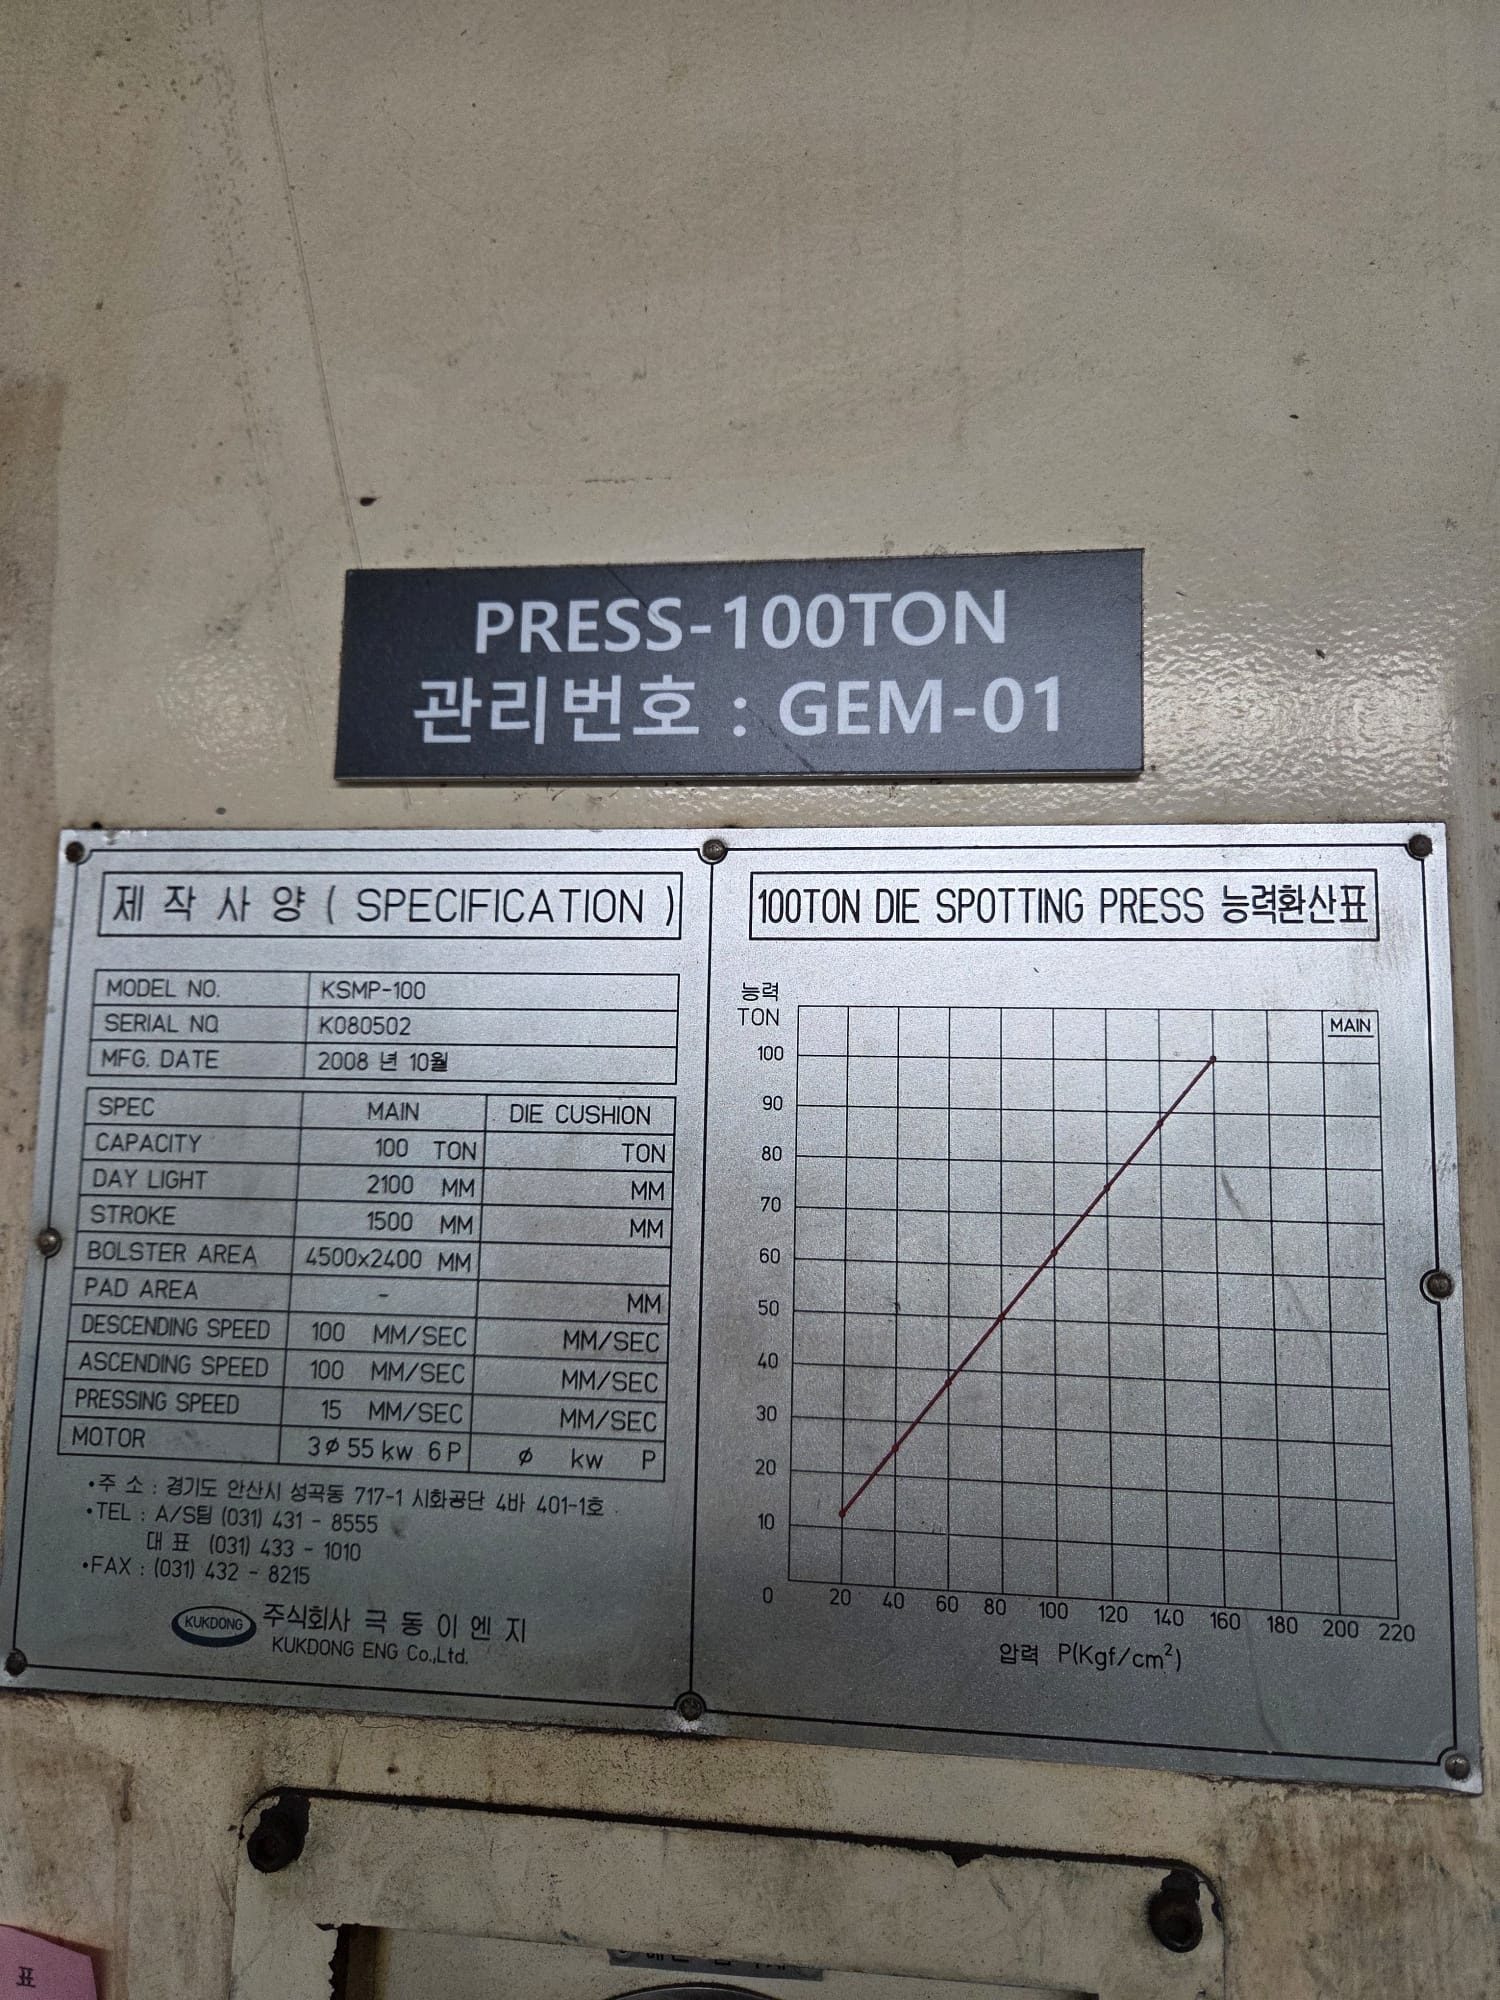 PRESS-100TON
관리번호 : GEM-01
제 작 사 양 ( SPECIFICATION )
MODEL NO. KSMP-100
SERIAL NO. K080502
MFG. DATE 2008 년 10월
SPEC MAIN DIE CUSHION
CAPACITY 100 TON TON
DAY LIGHT 2100 MM MM
STROKE 1500 MM MM
BOLSTER AREA 4500x2400 MM
PAD AREA - MM
DESCENDING SPEED 100 MM/SEC MM/SEC
ASCENDING SPEED 100 MM/SEC MM/SEC
PRESSING SPEED 15 MM/SEC MM/SEC
MOTOR 3ø 55 kw 6 P ø kw P
•주 소 : 경기도 안산시 성곡동 717-1 시화공단 4바 401-1호
•TEL : A/S팀 (031) 431 - 8555
대 표 (031) 433 - 1010
•FAX : (031) 432 - 8215
KUKDONG 주식회사 극 동 이 엔 지
KUKDONG ENG Co.,Ltd.
100TON DIE SPOTTING PRESS 능력환산표
능력
TON
MAIN
100
90
80
70
60
50
40
30
20
10
0 20 40 60 80 100 120 140 160 180 200 220
압력 P(Kgf/cm²)
표